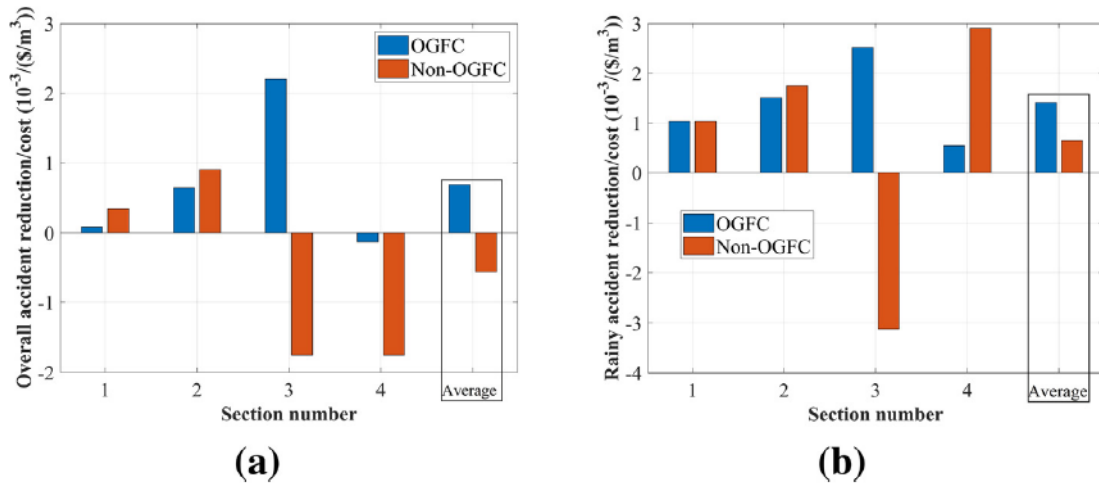 Overall accident reduction/cost (10⁻³/($/m³)
3
2
1
0
-1
-2
OGFC
Non-OGFC
1 2 3 4 Average
Section number
(a)
Rainy accident reduction/cost (10⁻³/($/m³)
3
2
1
0
-1
-2
-3
-4
OGFC
Non-OGFC
1 2 3 4 Average
Section number
(b)